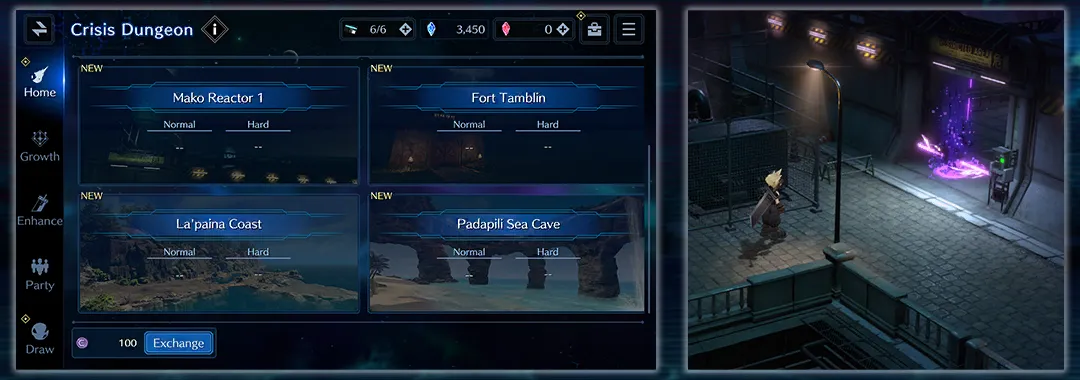 Crisis Dungeon
i
6/6
3,450
0
Home
Growth
Enhance
Party
Draw
NEW
Mako Reactor 1
Normal Hard
-- --
NEW
Fort Tamblin
Normal Hard
-- --
NEW
La'paina Coast
Normal Hard
-- --
NEW
Padapili Sea Cave
Normal Hard
-- --
C 100 Exchange